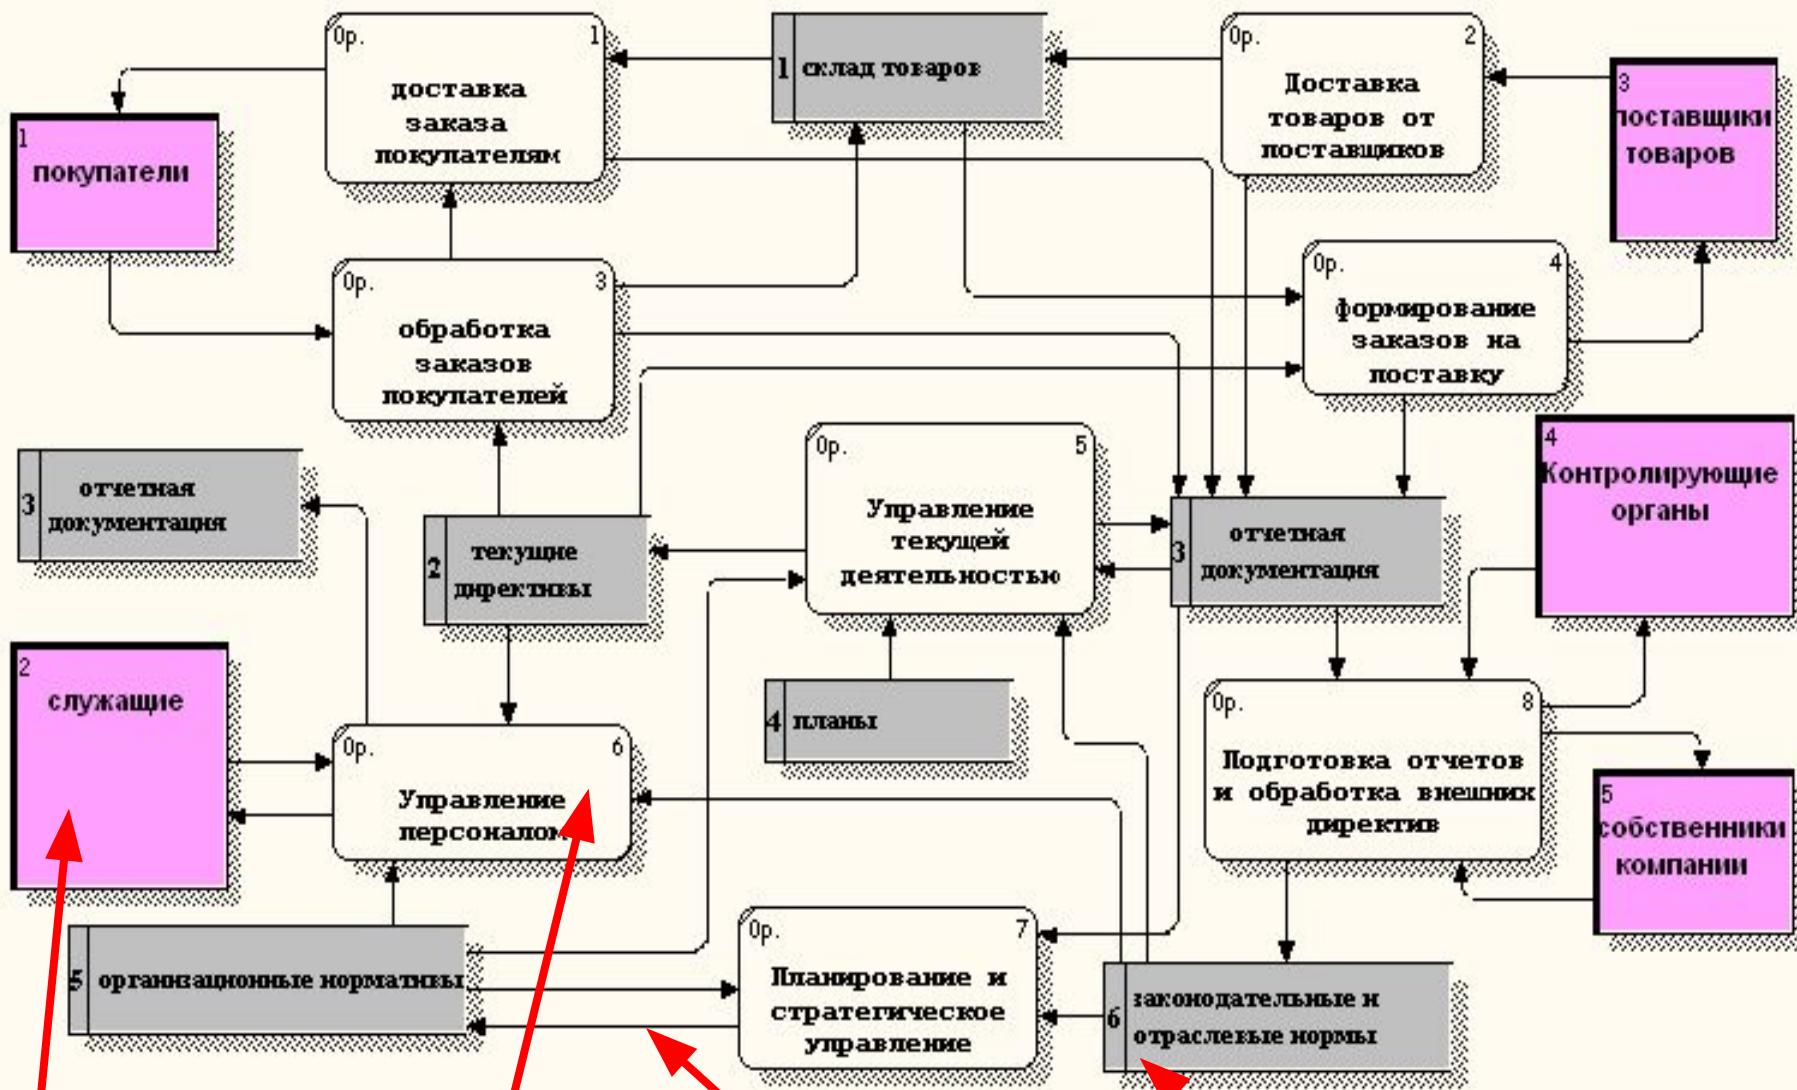 0р. 1
доставка
заказа
покупателям
1 склад товаров
0р. 2
Доставка
товаров от
поставщиков
3
поставщики
товаров
1
покупатели
0р. 3
обработка
заказов
покупателей
0р. 4
формирование
заказов на
поставку
3 отчетная
документация
2 текущие
директивы
0р. 5
Управление
текущей
деятельностью
3 отчетная
документация
4
Контролирующие
органы
2
служащие
0р. 6
Управление
персоналом
4 планы
0р. 8
Подготовка отчетов
и обработка внешних
директив
5
собственники
компании
5 организационные нормативы
0р. 7
Планирование и
стратегическое
управление
6 законодательные и
отраслевые нормы